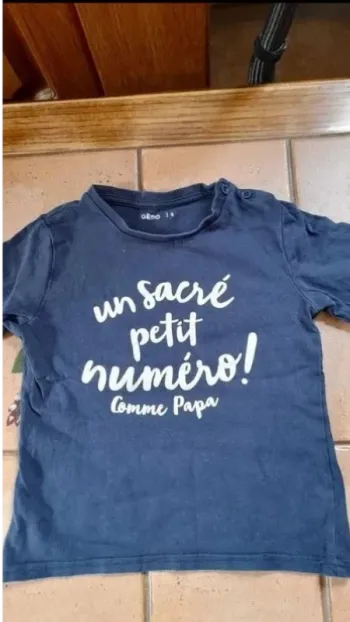 un sacré
petit
numéro!
Comme Papa